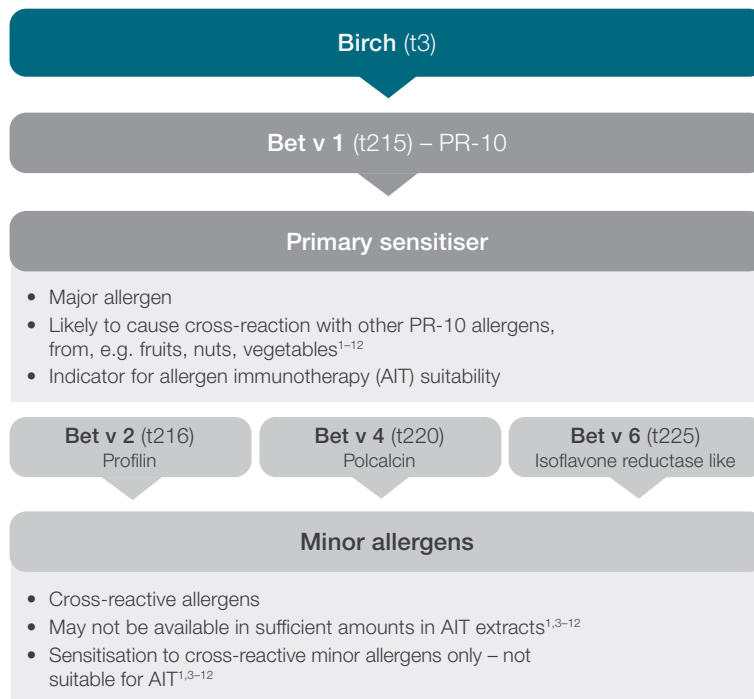 Birch (t3)
Bet v 1 (t215) – PR-10
Primary sensitiser
• Major allergen
• Likely to cause cross-reaction with other PR-10 allergens,
from, e.g. fruits, nuts, vegetables¹⁻¹²
• Indicator for allergen immunotherapy (AIT) suitability
Bet v 2 (t216)
Profilin
Bet v 4 (t220)
Polcalcin
Bet v 6 (t225)
Isoflavone reductase like
Minor allergens
• Cross-reactive allergens
• May not be available in sufficient amounts in AIT extracts¹,³⁻¹²
• Sensitisation to cross-reactive minor allergens only – not
suitable for AIT¹,³⁻¹²